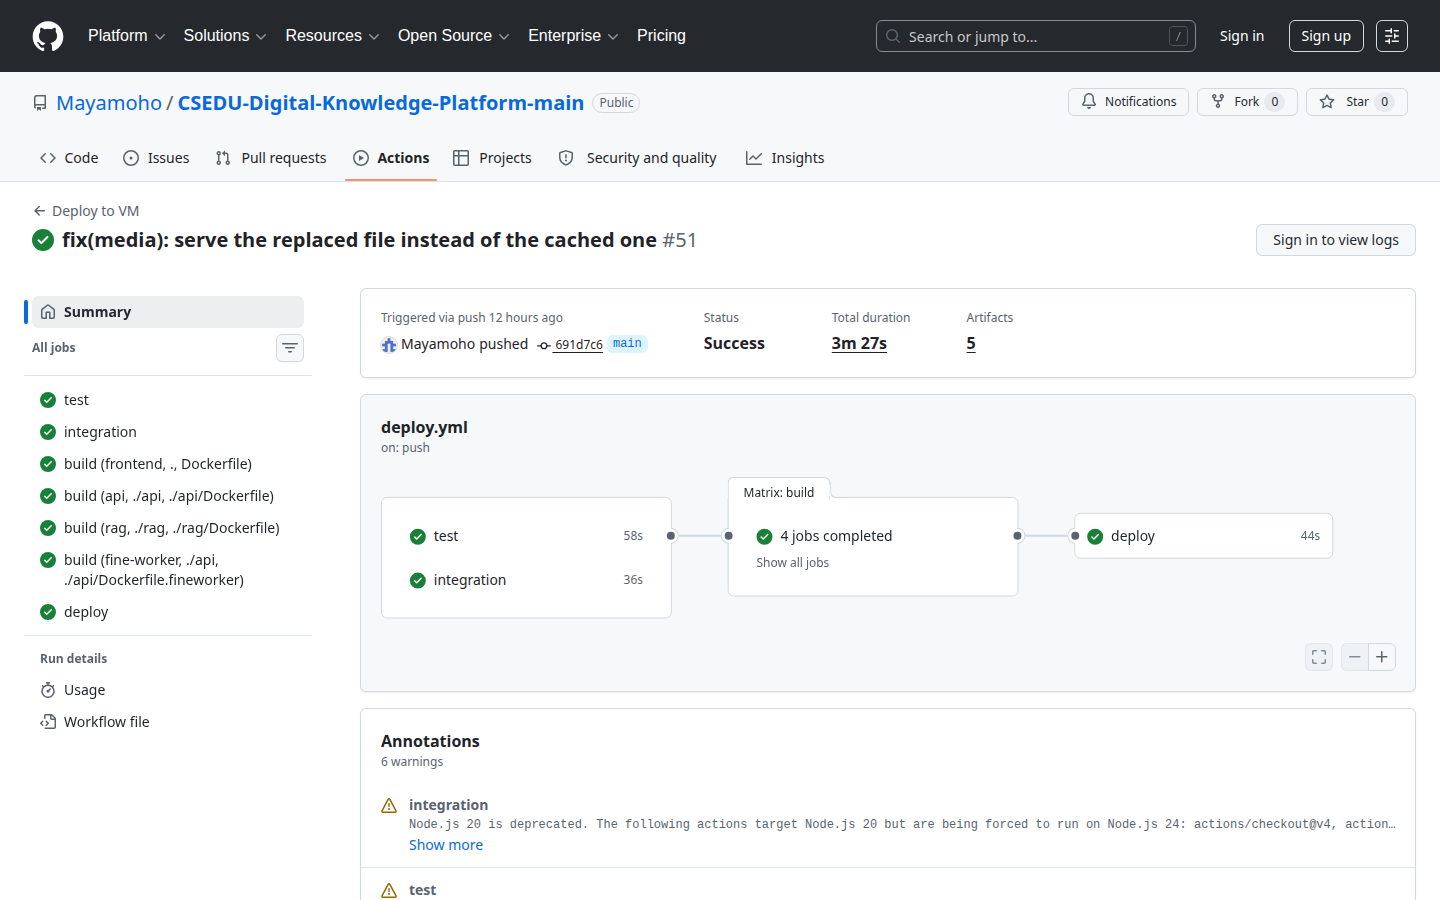 Platform
Solutions
Resources
Open Source
Enterprise
Pricing
Search or jump to...
/
Sign in
Sign up
Mayamoho / CSEDU-Digital-Knowledge-Platform-main
Public
Notifications
Fork 0
Star 0
Code
Issues
Pull requests
Actions
Projects
Security and quality
Insights
Deploy to VM
fix(media): serve the replaced file instead of the cached one #51
Sign in to view logs
Summary
All jobs
test
integration
build (frontend, ., Dockerfile)
build (api, ./api, ./api/Dockerfile)
build (rag, ./rag, ./rag/Dockerfile)
build (fine-worker, ./api,
./api/Dockerfile.fineworker)
deploy
Run details
Usage
Workflow file
Triggered via push 12 hours ago
Mayamoho pushed 691d7c6 main
Status
Success
Total duration
3m 27s
Artifacts
5
deploy.yml
on: push
test 58s
integration 36s
Matrix: build
4 jobs completed
Show all jobs
deploy 44s
Annotations
6 warnings
integration
Node.js 20 is deprecated. The following actions target Node.js 20 but are being forced to run on Node.js 24: actions/checkout@v4, action…
Show more
test